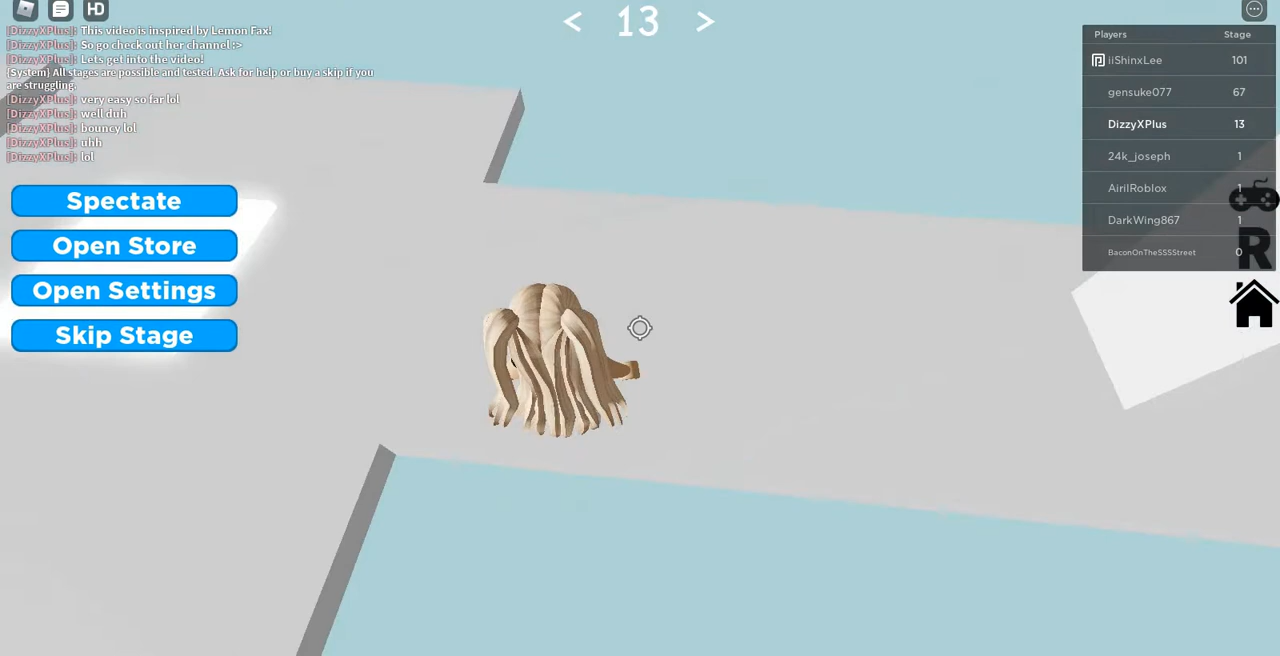 HD
< 13 >
[DizzyXPlus]: This video is inspired by Lemon Fax!
[DizzyXPlus]: So go check out her channel :>
[DizzyXPlus]: Lets get into the video!
[System] All stages are possible and tested. Ask for help or buy a skip if you
are struggling.
[DizzyXPlus]: very easy so far lol
[DizzyXPlus]: well duh
[DizzyXPlus]: bouncy lol
[DizzyXPlus]: uhh
[DizzyXPlus]: lol
Spectate
Open Store
Open Settings
Skip Stage
Players Stage
iiShinxLee 101
gensuke077 67
DizzyXPlus 13
24k_joseph 1
AirilRoblox 1
DarkWing867 1
BaconOnTheSSSStreet 0
R